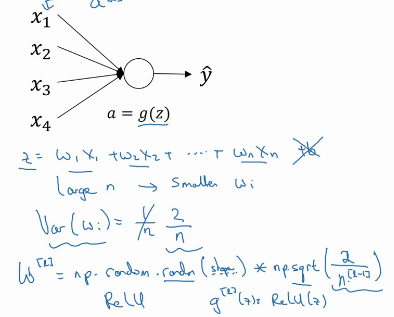 x₁
x₂
x₃
x₄
ŷ
a = g(z)
z = w₁x₁ + w₂x₂ + ⋯ + wₙxₙ + b
Large n → Smaller wᵢ
Var(wᵢ) = 1/n 2/n
W^[l] = np.random.randn(shape) * np.sqrt(2/n^[l-1])
ReLU g^[l](z) = ReLU(z)